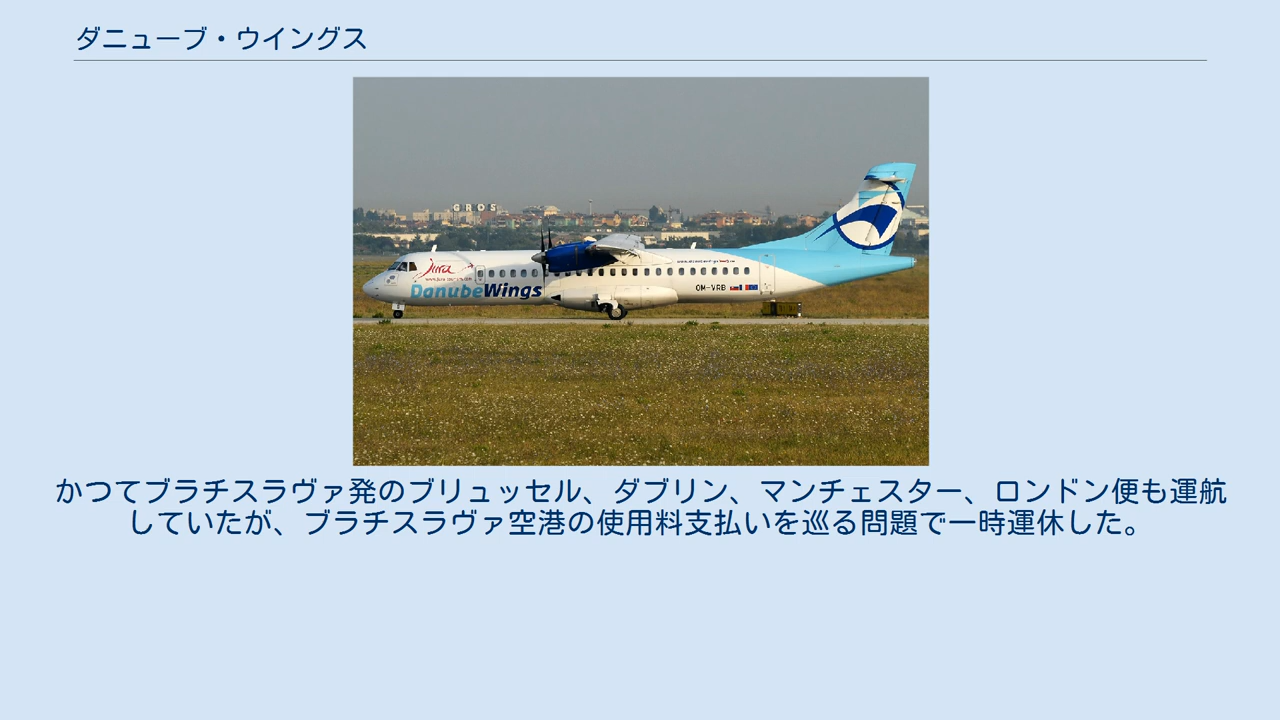 ダニューブ・ウイングス
GROS
Jura
DanubeWings
OM-VRB
かつてブラチスラヴァ発のブリュッセル、ダブリン、マンチェスター、ロンドン便も運航
していたが、ブラチスラヴァ空港の使用料支払いを巡る問題で一時運休した。